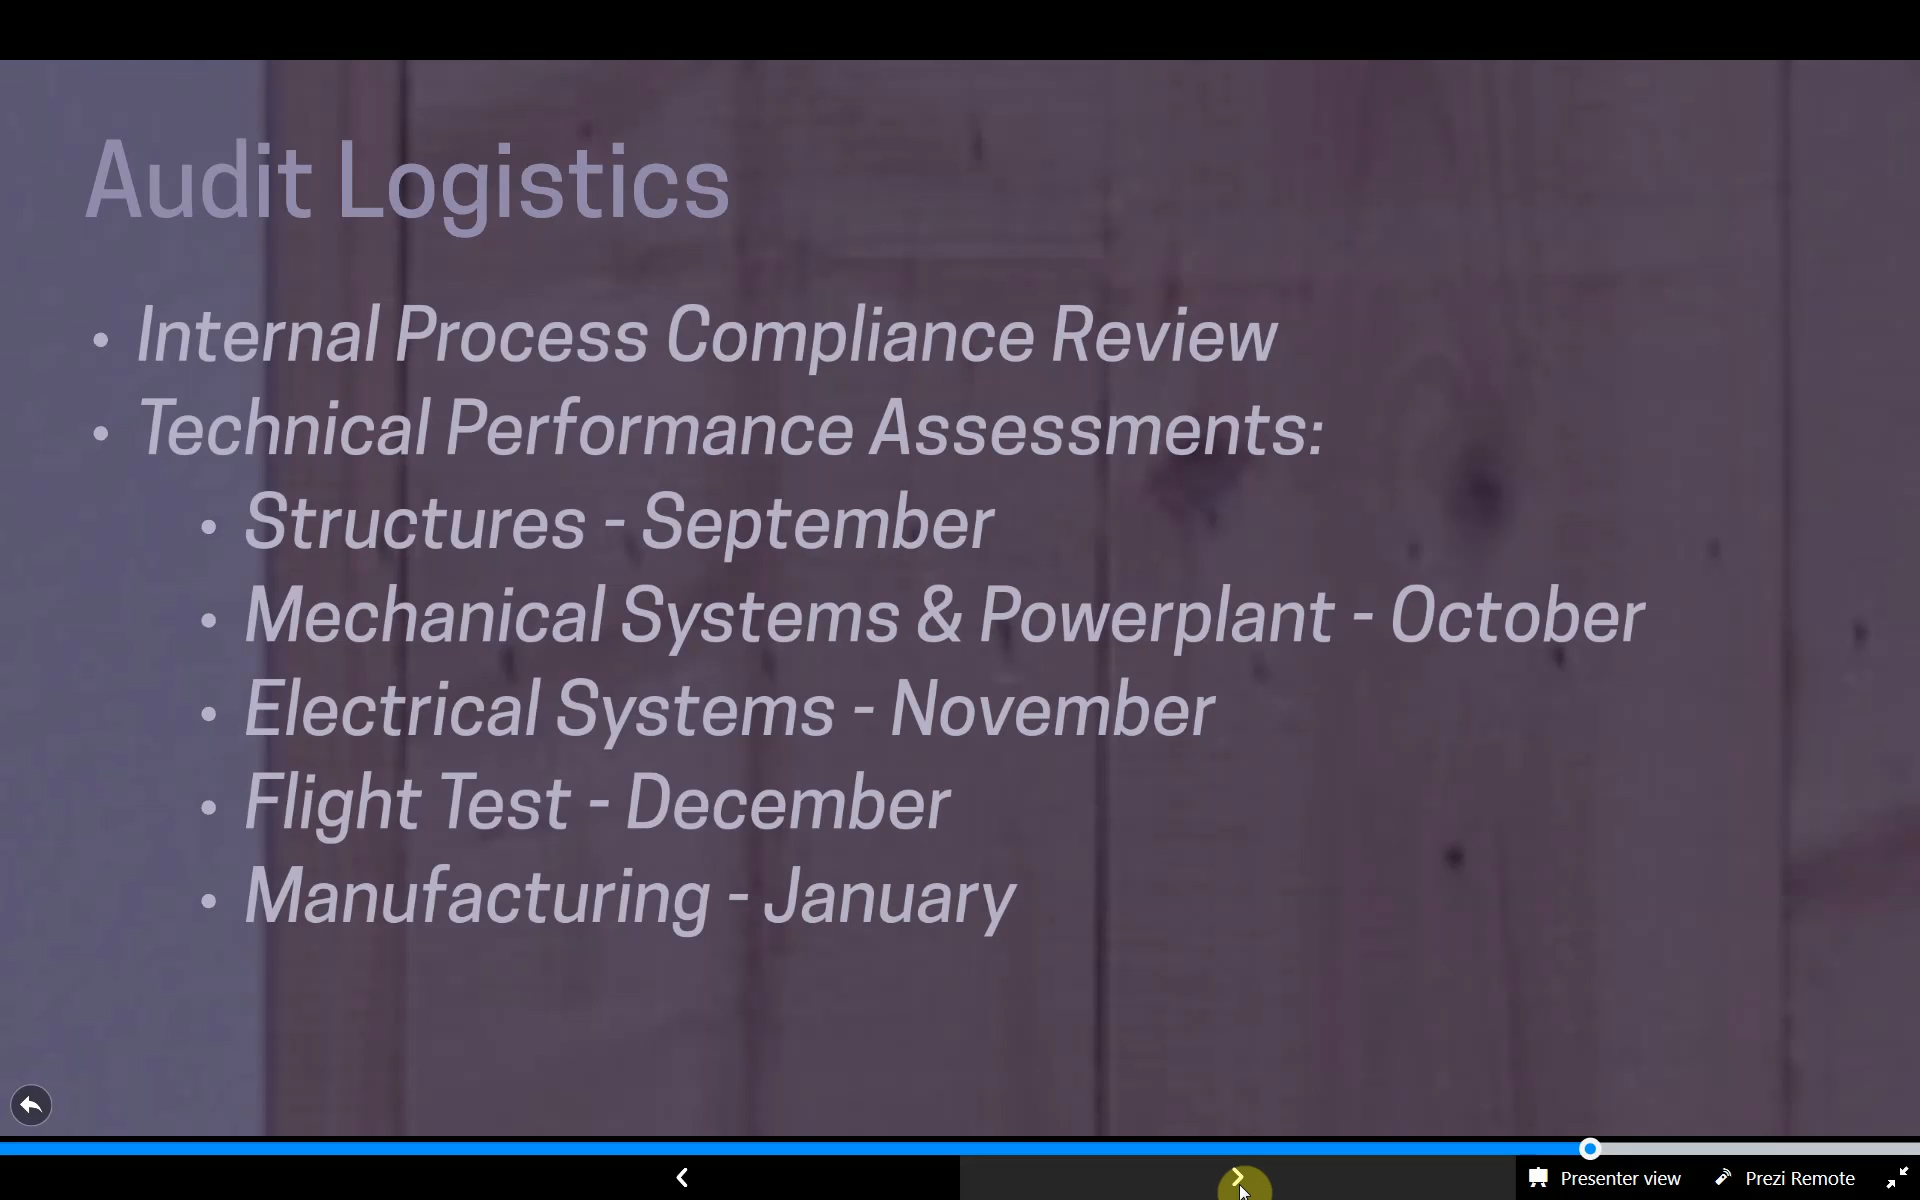 Audit Logistics
• Internal Process Compliance Review
• Technical Performance Assessments:
• Structures - September
• Mechanical Systems & Powerplant - October
• Electrical Systems - November
• Flight Test - December
• Manufacturing - January
Presenter view
Prezi Remote